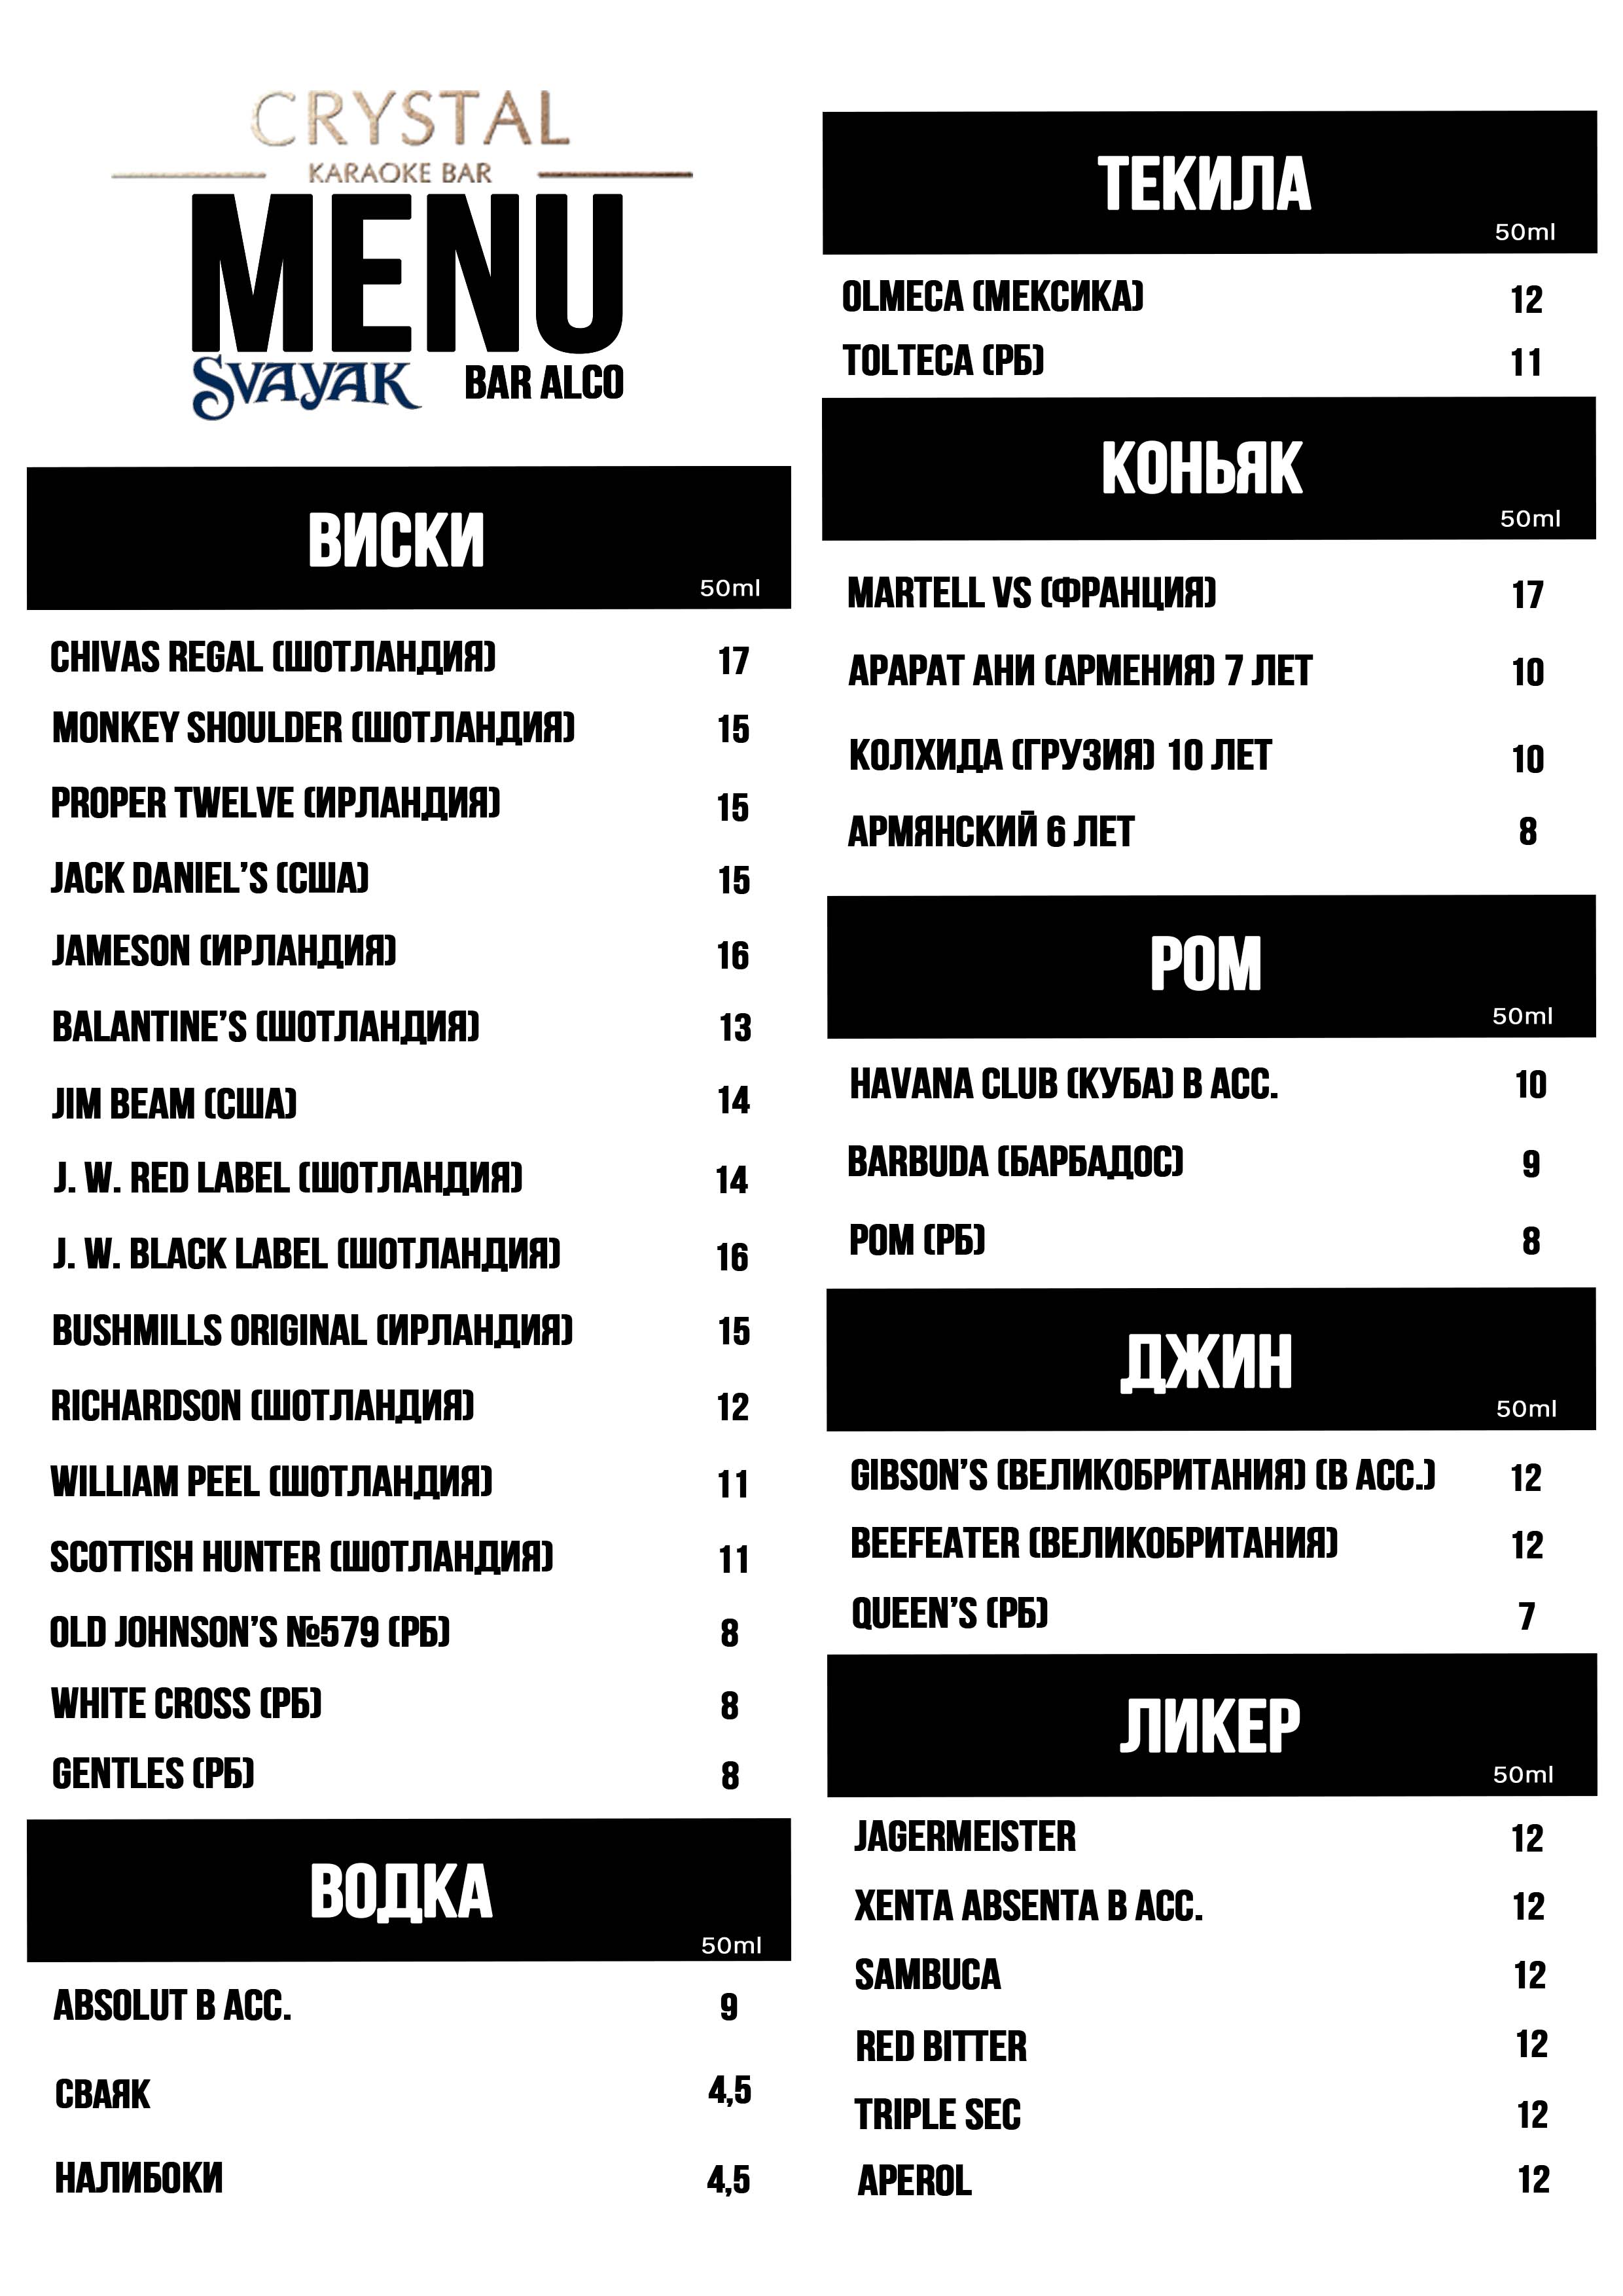 CRYSTAL
KARAOKE BAR
MENU
SVAYAK BAR ALCO
ВИСКИ
50ml
CHIVAS REGAL (ШОТЛАНДИЯ) 17
MONKEY SHOULDER (ШОТЛАНДИЯ) 15
PROPER TWELVE (ИРЛАНДИЯ) 15
JACK DANIEL’S (США) 15
JAMESON (ИРЛАНДИЯ) 16
BALANTINE’S (ШОТЛАНДИЯ) 13
JIM BEAM (США) 14
J. W. RED LABEL (ШОТЛАНДИЯ) 14
J. W. BLACK LABEL (ШОТЛАНДИЯ) 16
BUSHMILLS ORIGINAL (ИРЛАНДИЯ) 15
RICHARDSON (ШОТЛАНДИЯ) 12
WILLIAM PEEL (ШОТЛАНДИЯ) 11
SCOTTISH HUNTER (ШОТЛАНДИЯ) 11
OLD JOHNSON’S №579 (РБ) 8
WHITE CROSS (РБ) 8
GENTLES (РБ) 8
ВОДКА
50ml
ABSOLUT В АСС. 9
СВАЯК 4,5
НАЛИБОКИ 4,5
ТЕКИЛА
50ml
OLMECA (МЕКСИКА) 12
TOLTECA (РБ) 11
КОНЬЯК
50ml
MARTELL VS (ФРАНЦИЯ) 17
АРАРАТ АНИ (АРМЕНИЯ) 7 ЛЕТ 10
КОЛХИДА (ГРУЗИЯ) 10 ЛЕТ 10
АРМЯНСКИЙ 6 ЛЕТ 8
РОМ
50ml
HAVANA CLUB (КУБА) В АСС. 10
BARBUDA (БАРБАДОС) 9
РОМ (РБ) 8
ДЖИН
50ml
GIBSON’S (ВЕЛИКОБРИТАНИЯ) (В АСС.) 12
BEEFEATER (ВЕЛИКОБРИТАНИЯ) 12
QUEEN’S (РБ) 7
ЛИКЕР
50ml
JAGERMEISTER 12
XENTA ABSENTA В АСС. 12
SAMBUCA 12
RED BITTER 12
TRIPLE SEC 12
APEROL 12